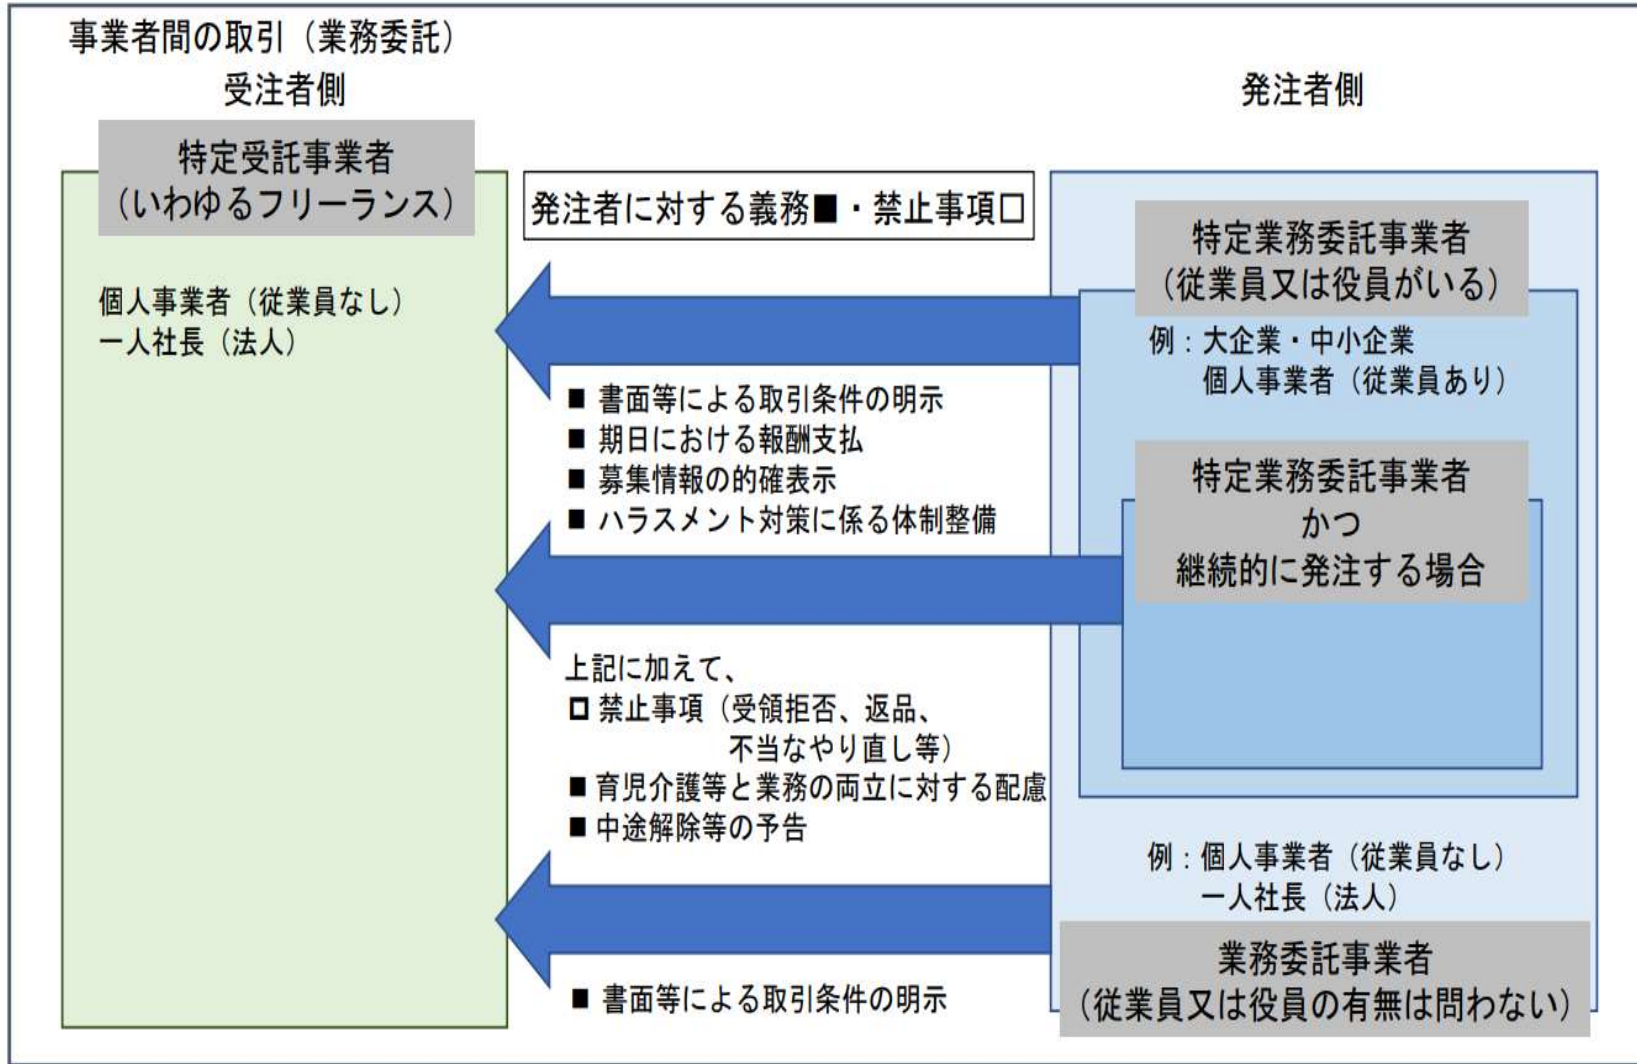 事業者間の取引（業務委託）
受注者側
発注者側
特定受託事業者
（いわゆるフリーランス）
個人事業者（従業員なし）
一人社長（法人）
発注者に対する義務■・禁止事項□
特定業務委託事業者
（従業員又は役員がいる）
例：大企業・中小企業
個人事業者（従業員あり）
■ 書面等による取引条件の明示
■ 期日における報酬支払
■ 募集情報的確表示
■ ハラスメント対策に係る体制整備
特定業務委託事業者
かつ
継続的に発注する場合
上記に加えて、
□ 禁止事項（受領拒否、返品、
不当なやり直し等）
■ 育児介護等と業務の両立に対する配慮
■ 中途解除等の予告
例：個人事業者（従業員なし）
一人社長（法人）
業務委託事業者
（従業員又は役員の有無は問わない）
■ 書面等による取引条件の明示